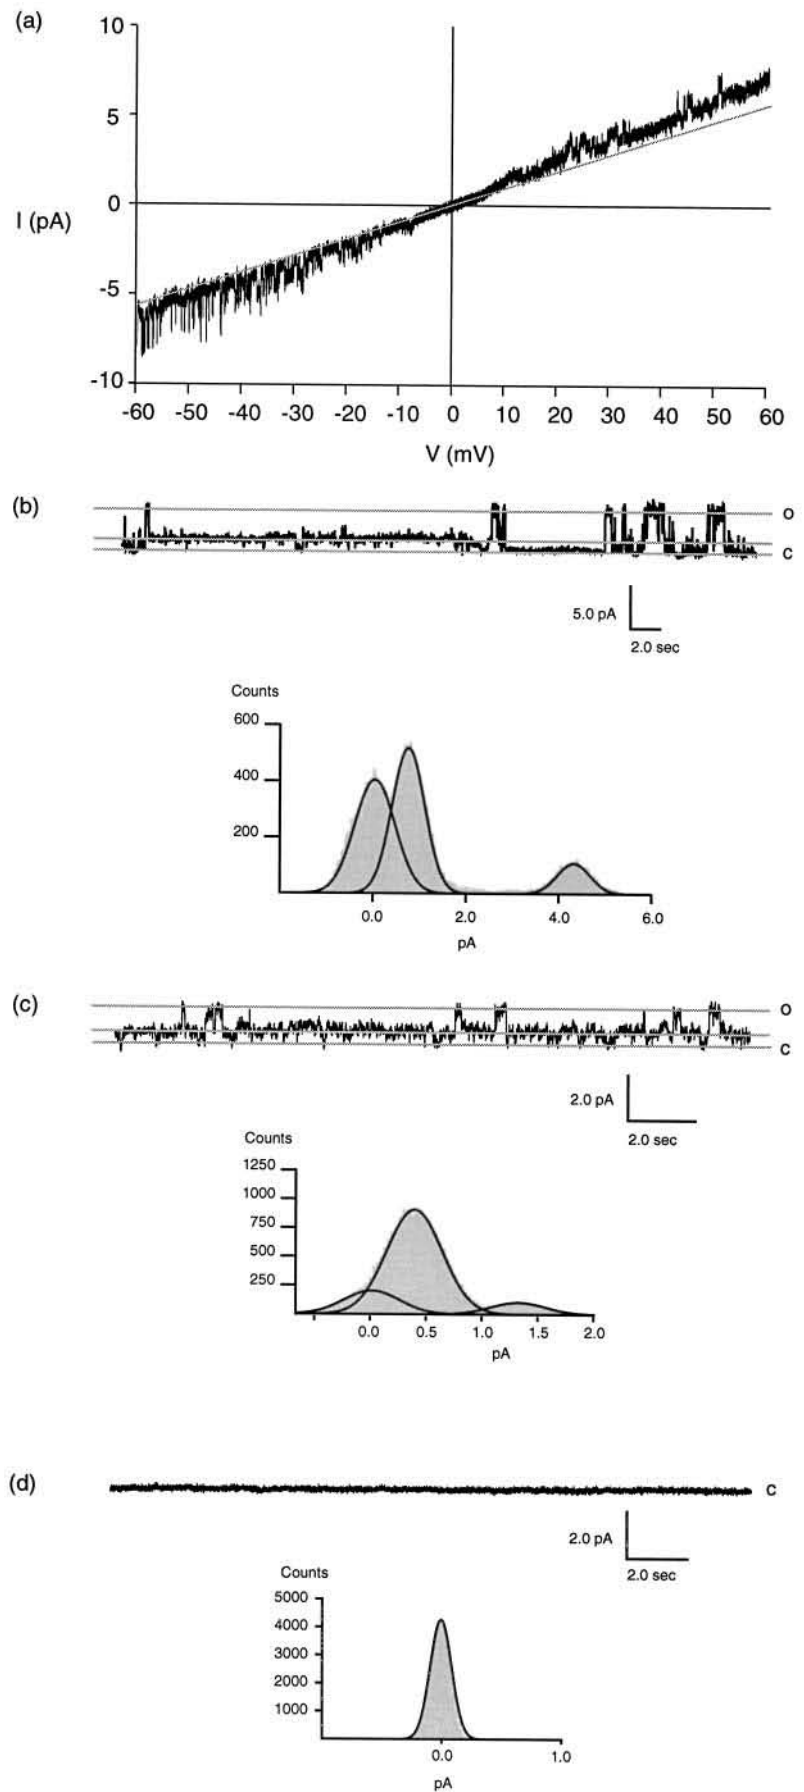 (a)
10
5
0
I (pA)
-5
-10
-60 -50 -40 -30 -20 -10 0 10 20 30 40 50 60
V (mV)
(b)
o
c
5.0 pA
2.0 sec
Counts
600
400
200
0.0 2.0 4.0 6.0
pA
(c)
o
c
2.0 pA
2.0 sec
Counts
1250
1000
750
500
250
0.0 0.5 1.0 1.5 2.0
pA
(d)
c
2.0 pA
2.0 sec
Counts
5000
4000
3000
2000
1000
0.0 1.0
pA